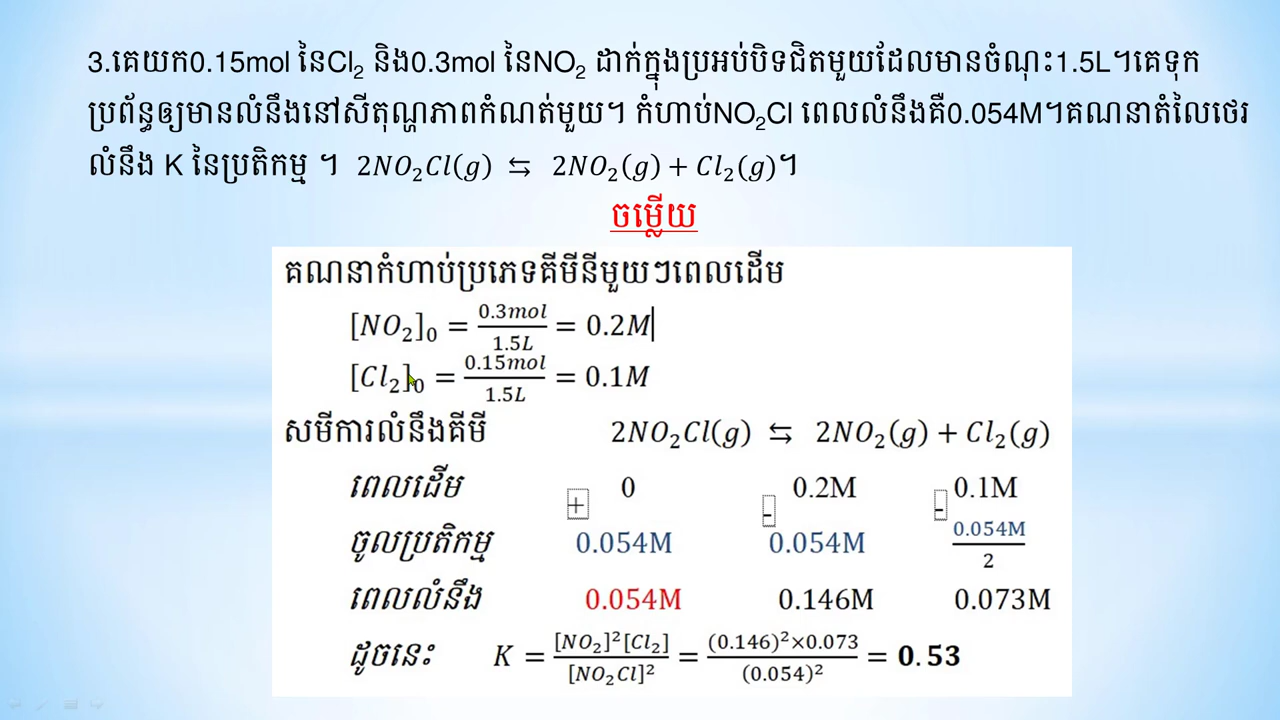 3.គេយក0.15mol នៃCl₂ និង0.3mol នៃNO₂ ដាក់ក្នុងប្រអប់បិទជិតមួយដែលមានចំណុះ1.5L។គេទុក
ប្រព័ន្ធឲ្យមានលំនឹងនៅសីតុណ្ហភាពកំណត់មួយ។ កំហាប់NO₂Cl ពេលលំនឹងគឺ0.054M។គណនាតំលៃថេរ
លំនឹង K នៃប្រតិកម្ម ។ 2NO₂Cl(g) ⇆ 2NO₂(g) + Cl₂(g)។
ចម្លើយ
គណនាកំហាប់ប្រភេទគីមីនីមួយៗពេលដើម
[NO₂]₀ = 0.3mol/1.5L = 0.2M
[Cl₂]₀ = 0.15mol/1.5L = 0.1M
សមីការលំនឹងគីមី 2NO₂Cl(g) ⇆ 2NO₂(g) + Cl₂(g)
ពេលដើម 0 0.2M 0.1M
+ - -
ចូលប្រតិកម្ម 0.054M 0.054M 0.054M/2
ពេលលំនឹង 0.054M 0.146M 0.073M
ដូចនេះ K = [NO₂]²[Cl₂]/[NO₂Cl]² = (0.146)²×0.073/(0.054)² = 0.53